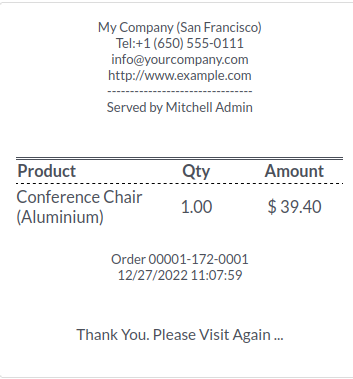 My Company (San Francisco)
Tel:+1 (650) 555-0111
info@yourcompany.com
http://www.example.com
--------------------------------
Served by Mitchell Admin
Product Qty Amount
Conference Chair
(Aluminium) 1.00 $ 39.40
Order 00001-172-0001
12/27/2022 11:07:59
Thank You. Please Visit Again ...